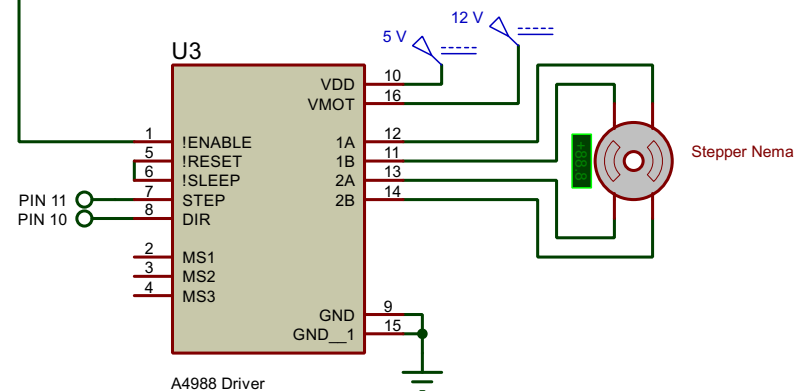 12 V
5 V
U3
VDD 10
VMOT 16
1 !ENABLE 1A 12
5 !RESET 1B 11
6 !SLEEP 2A 13
PIN 11 7 STEP 2B 14
PIN 10 8 DIR
2 MS1
3 MS2
4 MS3
GND 9
GND__1 15
A4988 Driver
+88.8
Stepper Nema